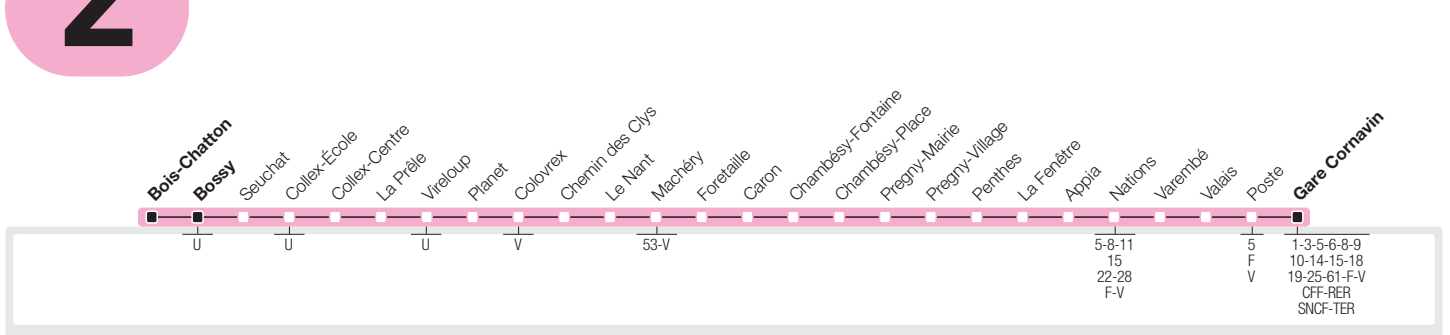 Bois-Chatton
Bossy
Seuchat
Collex-École
Collex-Centre
La Prêle
Vireloup
Planet
Colovrex
Chemin des Clys
Le Nant
Machéry
Foretaille
Caron
Chambésy-Fontaine
Chambésy-Place
Pregny-Mairie
Pregny-Village
Penthes
La Fenêtre
Appia
Nations
Varembé
Valais
Poste
Gare Cornavin
U
U
U
V
53-V
5-8-11
15
22-28
F-V
5
F
V
1-3-5-6-8-9
10-14-15-18
19-25-61-F-V
CFF-RER
SNCF-TER